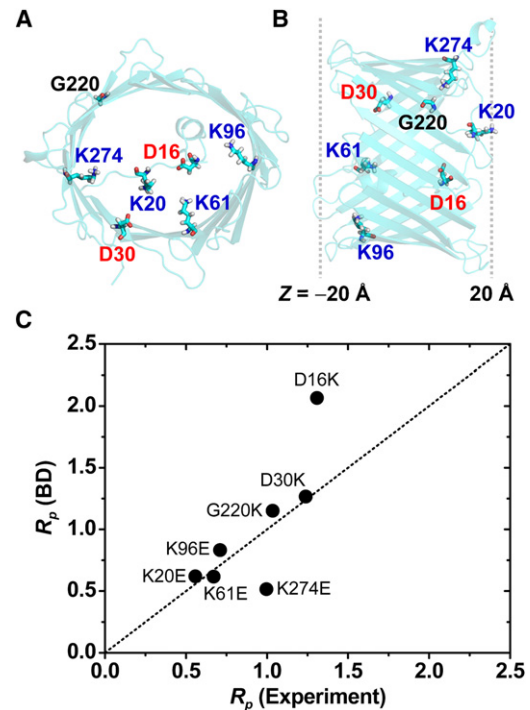 A
B
G220
K274
D16
K96
K20
K61
D30
K274
D30
G220
K20
K61
D16
K96
Z = −20 Å 20 Å
C
2.5
2.0
1.5
1.0
0.5
0.0
Rp (BD)
D16K
D30K
G220K
K96E
K20E
K61E
K274E
0.0 0.5 1.0 1.5 2.0 2.5
Rp (Experiment)